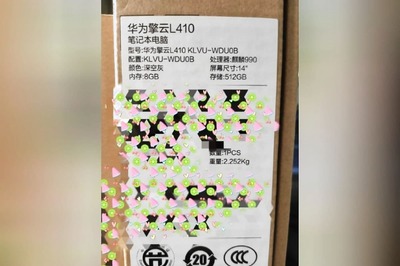 华为擎云L410
笔记本电脑
型号:华为擎云L410 KLVU-WDU0B
配置:KLVU-WDU0B 处理器:麒麟990
颜色:深空灰 屏幕尺寸:14"
内存:8GB 存储:512GB
数量:1PCS
重量:2.252Kg
20
CCC